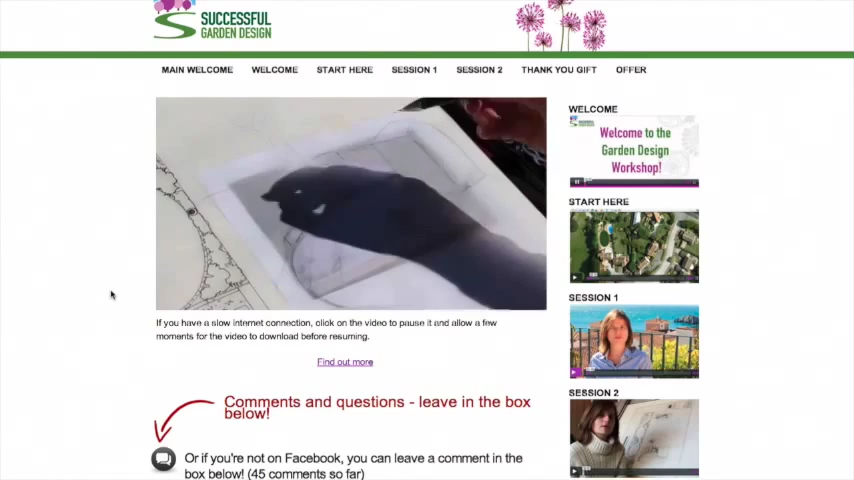 SUCCESSFUL
GARDEN DESIGN
MAIN WELCOME WELCOME START HERE SESSION 1 SESSION 2 THANK YOU GIFT OFFER
WELCOME
Welcome to the
Garden Design
Workshop!
START HERE
SESSION 1
SESSION 2
If you have a slow internet connection, click on the video to pause it and allow a few
moments for the video to download before resuming.
Find out more
Comments and questions - leave in the box
below!
Or if you're not on Facebook, you can leave a comment in the
box below! (45 comments so far)